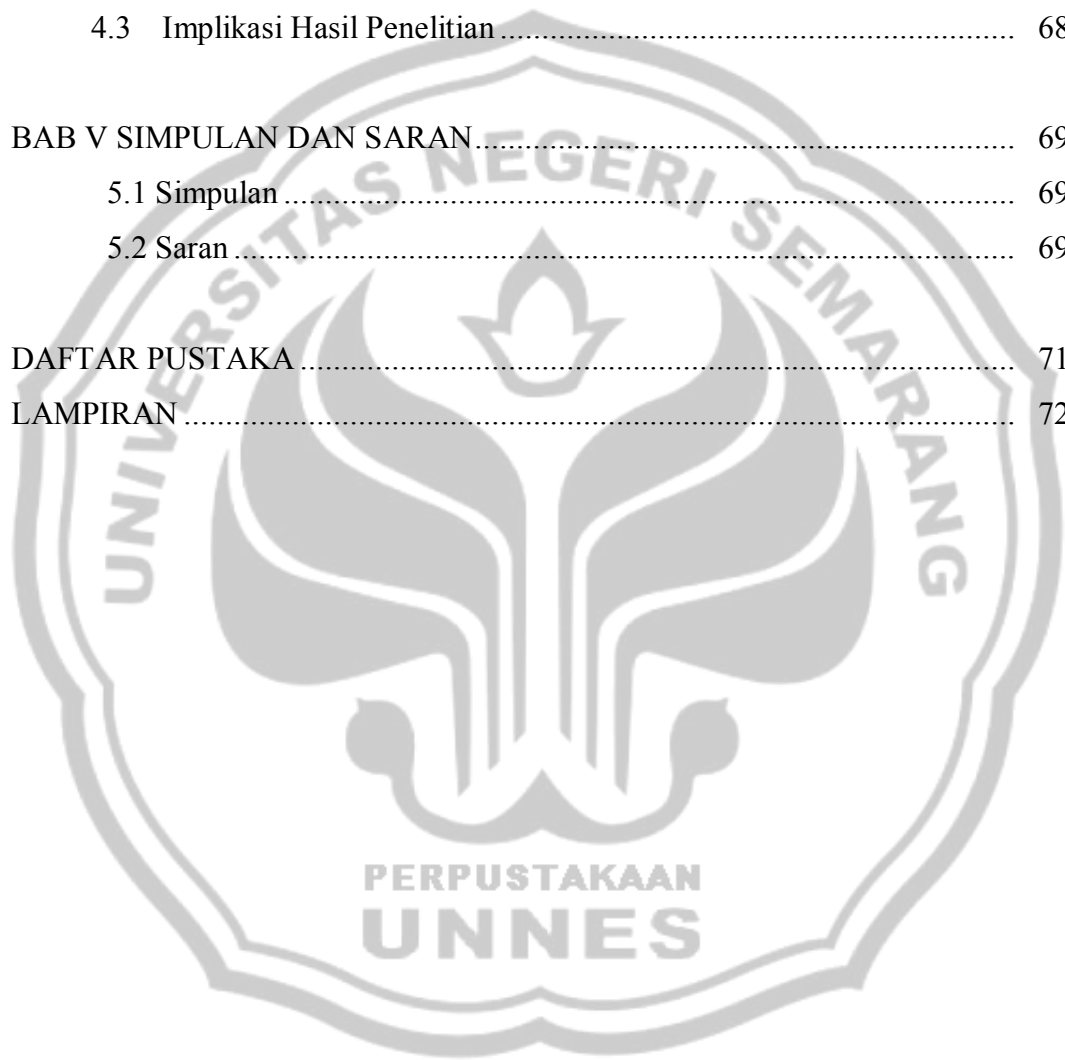 4.3 Implikasi Hasil Penelitian ........................ 68
BAB V SIMPULAN DAN SARAN ........................ 69
5.1 Simpulan ........................ 69
5.2 Saran ........................ 69
DAFTAR PUSTAKA ........................ 71
LAMPIRAN ........................ 72
UNIVERSITAS NEGERI SEMARANG
PERPUSTAKAAN
UNNES